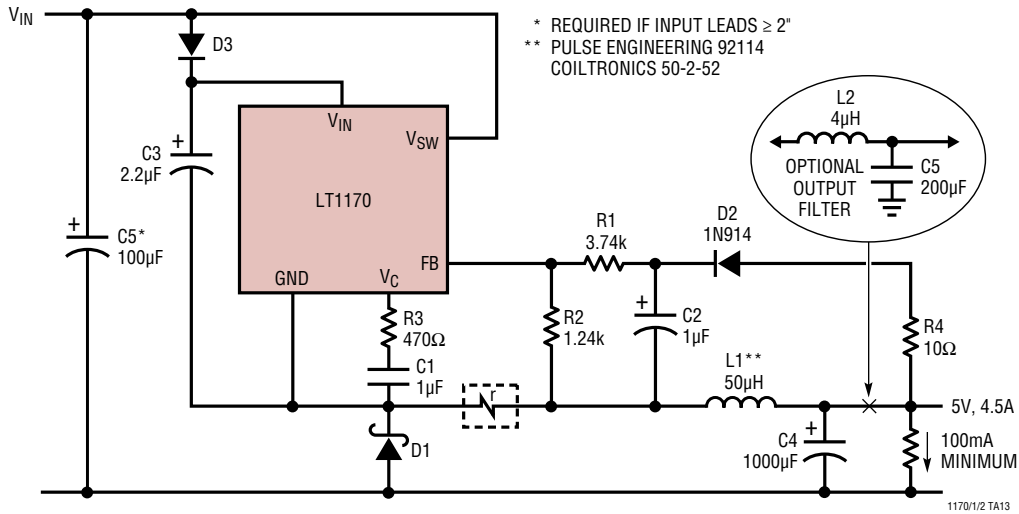 V_IN
* REQUIRED IF INPUT LEADS ≥ 2"
** PULSE ENGINEERING 92114
COILTRONICS 50-2-52
D3
V_IN
V_SW
LT1170
GND
V_C
FB
+
C3
2.2µF
+
C5*
100µF
R3
470Ω
C1
1µF
r
D1
R1
3.74k
R2
1.24k
+
C2
1µF
D2
1N914
L2
4µH
OPTIONAL
OUTPUT
FILTER
C5
200µF
R4
10Ω
L1**
50µH
5V, 4.5A
+
C4
1000µF
100mA
MINIMUM
1170/1/2 TA13